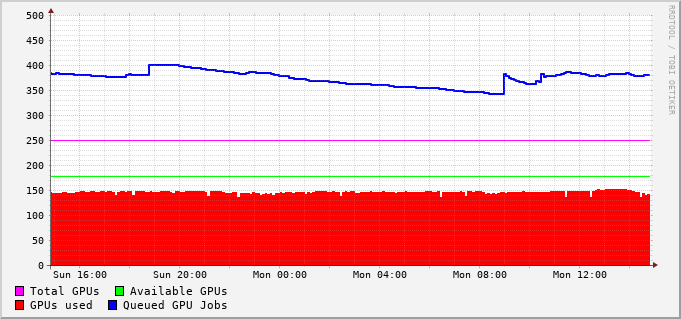 500
450
400
350
300
250
200
150
100
50
0
Sun 16:00 Sun 20:00 Mon 00:00 Mon 04:00 Mon 08:00 Mon 12:00
Total GPUs Available GPUs
GPUs used Queued GPU Jobs
RRDTOOL / TOBI OETIKER